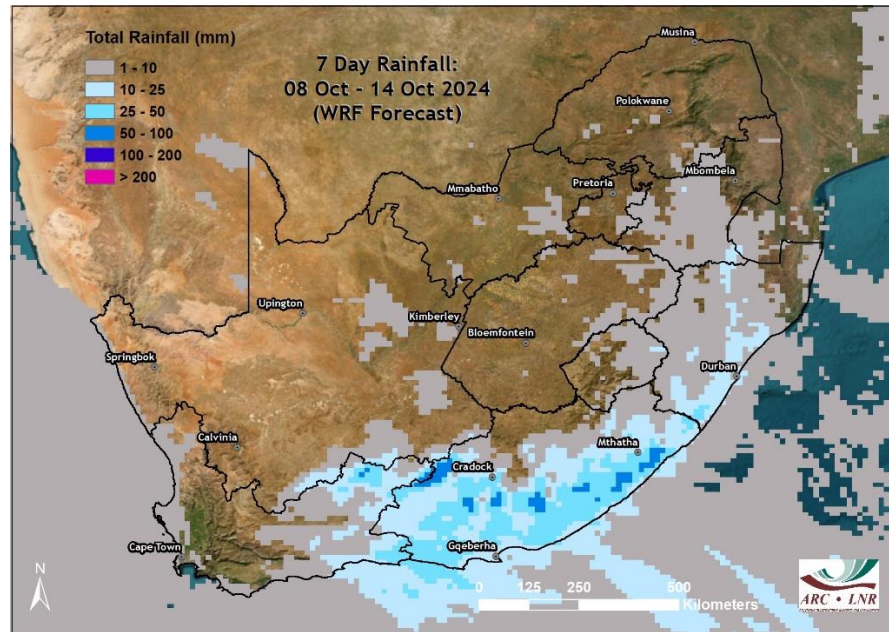 Total Rainfall (mm)
1 - 10
10 - 25
25 - 50
50 - 100
100 - 200
> 200
7 Day Rainfall:
08 Oct - 14 Oct 2024
(WRF Forecast)
Musina
Polokwane
Mbombela
Pretoria
Mmabatho
Upington
Kimberley
Bloemfontein
Springbok
Durban
Calvinia
Mthatha
Cradock
Cape Town
Gqeberha
N
0 125 250 500
Kilometers
ARC • LNR